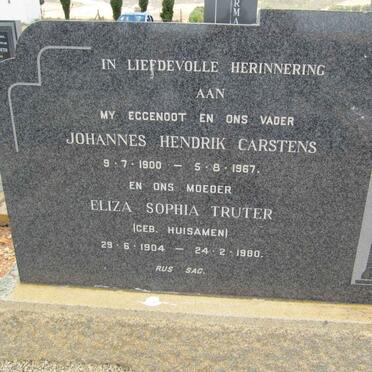 IN LIEFDEVOLLE HERINNERING
AAN
MY EGGENOOT EN ONS VADER
JOHANNES HENDRIK CARSTENS
9·7·1900 — 5·8·1967.
EN ONS MOEDER
ELIZA SOPHIA TRUTER
(GEB. HUISAMEN)
29·6·1904 — 24·2·1980.
RUS SAG.